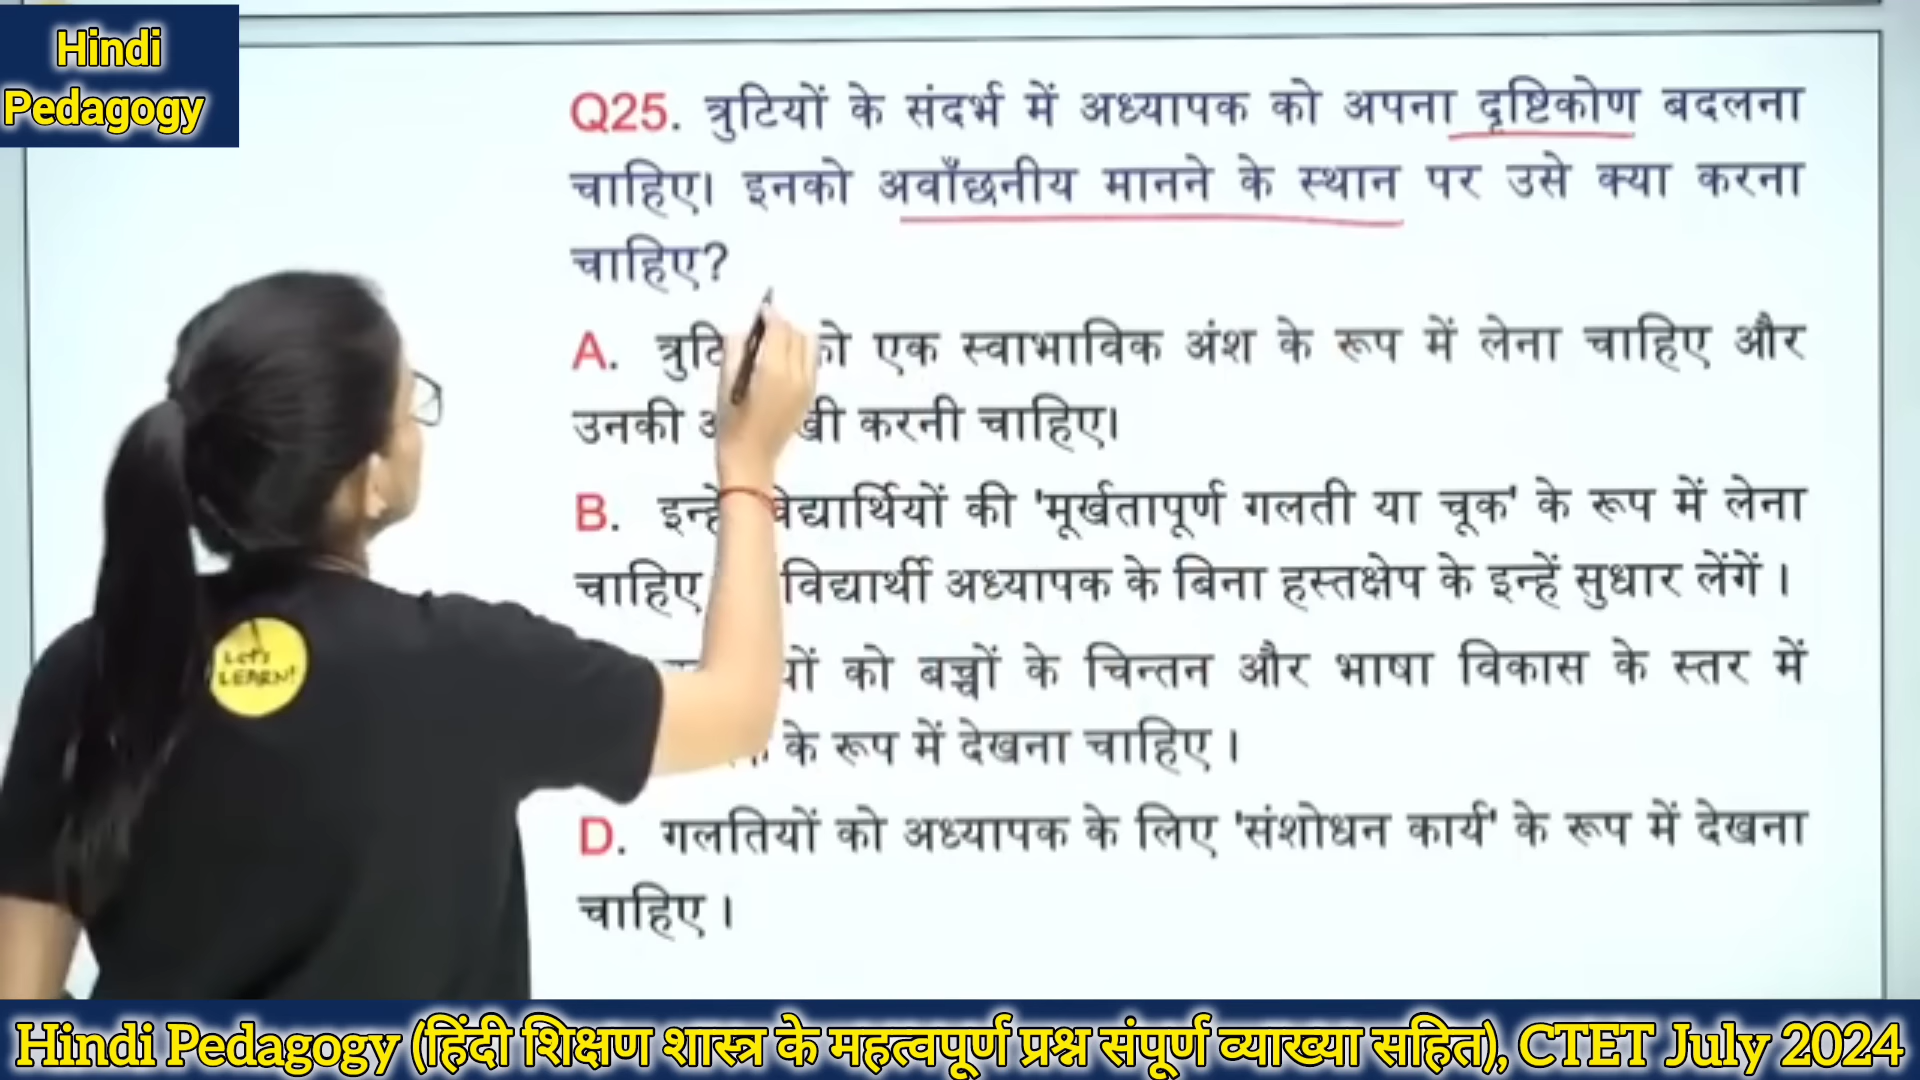 Hindi
Pedagogy
Q25. त्रुटियों के संदर्भ में अध्यापक को अपना दृष्टिकोण बदलना
चाहिए। इनको अवाँछनीय मानने के स्थान पर उसे क्या करना
चाहिए?
A. को एक स्वाभाविक अंश के रूप में लेना चाहिए और
उनकी करनी चाहिए।
B. इन्हें विद्यार्थियों की 'मूर्खतापूर्ण गलती या चूक' के रूप में लेना
चाहिए विद्यार्थी अध्यापक के बिना हस्तक्षेप के इन्हें सुधार लेंगें ।
को बच्चों के चिन्तन और भाषा विकास के स्तर में
के रूप में देखना चाहिए ।
D. गलतियों को अध्यापक के लिए 'संशोधन कार्य' के रूप में देखना
चाहिए ।
Let's
LEARN!
Hindi Pedagogy (हिंदी शिक्षण शास्त्र के महत्वपूर्ण प्रश्न संपूर्ण व्याख्या सहित), CTET July 2024